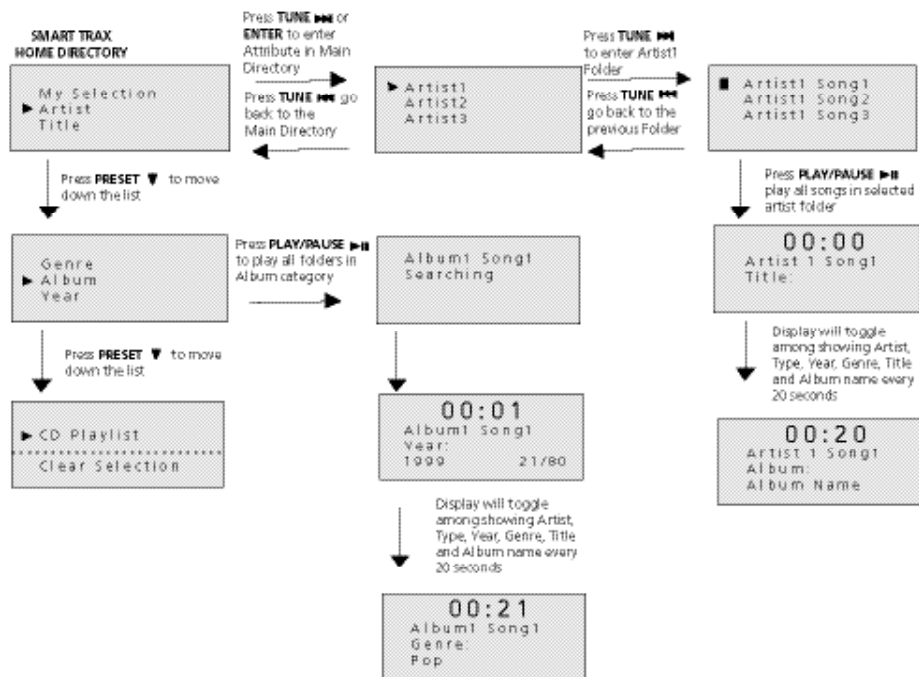 SMART TRAX
HOME DIRECTORY
My Selection
▶ Artist
Title
Press TUNE ▶▶| or
ENTER to enter
Attribute in Main
Directory
Press TUNE |◀◀ go
back to the
Main Directory
▶ Artist1
Artist2
Artist3
Press TUNE ▶▶|
to enter Artist1
Folder
Press TUNE |◀◀
go back to the
previous Folder
■ Artist1 Song1
Artist1 Song2
Artist1 Song3
Press PRESET ▼ to move
down the list
Genre
▶ Album
Year
Press PLAY/PAUSE ▶||
to play all folders in
Album category
Album1 Song1
Searching
Press PLAY/PAUSE ▶||
play all songs in selected
artist folder
00:00
Artist 1 Song1
Title:
Press PRESET ▼ to move
down the list
▶ CD Playlist
Clear Selection
00:01
Album1 Song1
Year:
1999 21/80
Display will toggle
among showing Artist,
Type, Year, Genre, Title
and Album name every
20 seconds
00:20
Artist 1 Song1
Album:
Album Name
Display will toggle
among showing Artist,
Type, Year, Genre, Title
and Album name every
20 seconds
00:21
Album1 Song1
Genre:
Pop